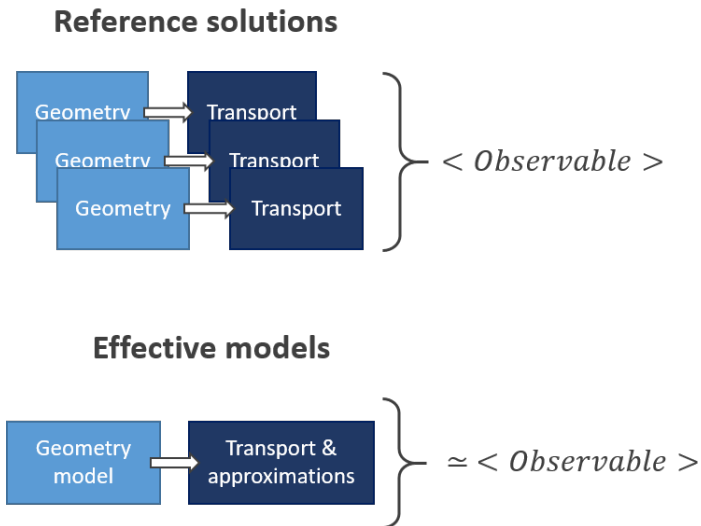 Reference solutions
Geometry
Transport
Geometry
Transport
Geometry
Transport
< Observable >
Effective models
Geometry
model
Transport &
approximations
≃ < Observable >